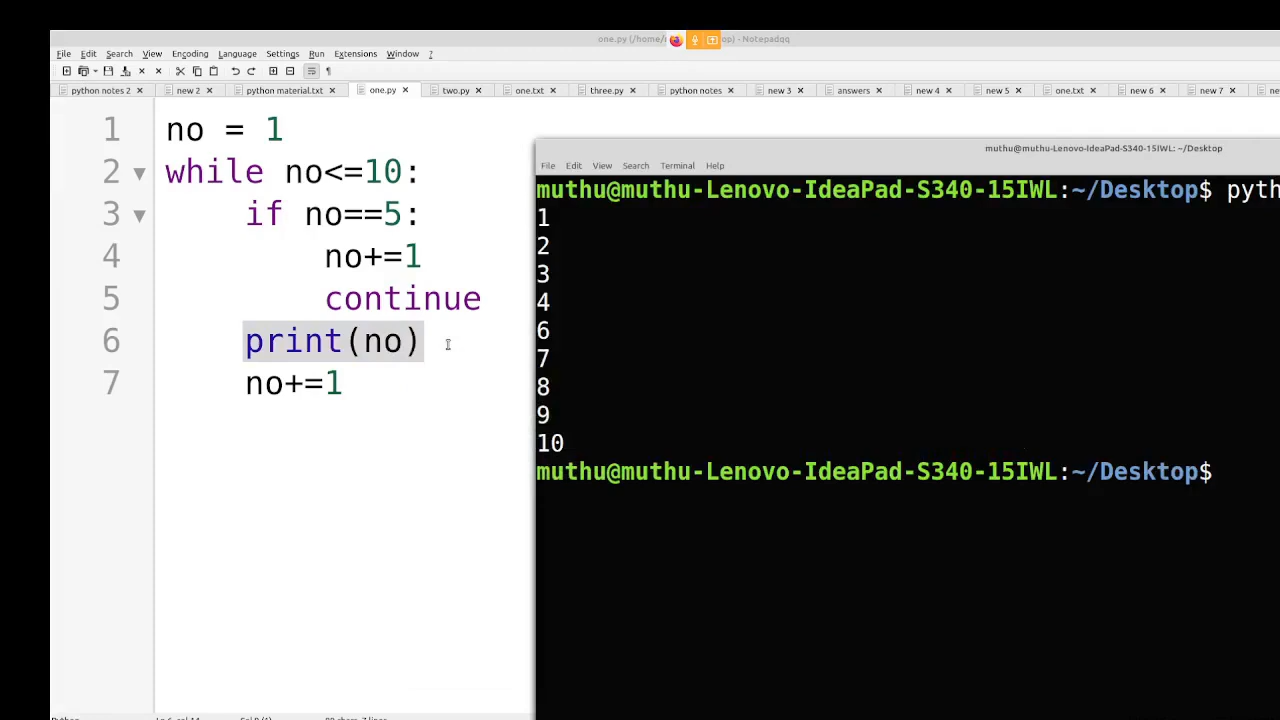 one.py (/home/ op) - Notepadqq
File Edit Search View Encoding Language Settings Run Extensions Window ?
python notes 2 new 2 python material.txt one.py two.py one.txt three.py python notes new 3 answers new 4 new 5 one.txt new 6 new 7
1 no = 1
2 while no<=10:
3 if no==5:
4 no+=1
5 continue
6 print(no)
7 no+=1
muthu@muthu-Lenovo-IdeaPad-S340-15IWL: ~/Desktop
File Edit View Search Terminal Help
muthu@muthu-Lenovo-IdeaPad-S340-15IWL:~/Desktop$ pyth
1
2
3
4
6
7
8
9
10
muthu@muthu-Lenovo-IdeaPad-S340-15IWL:~/Desktop$